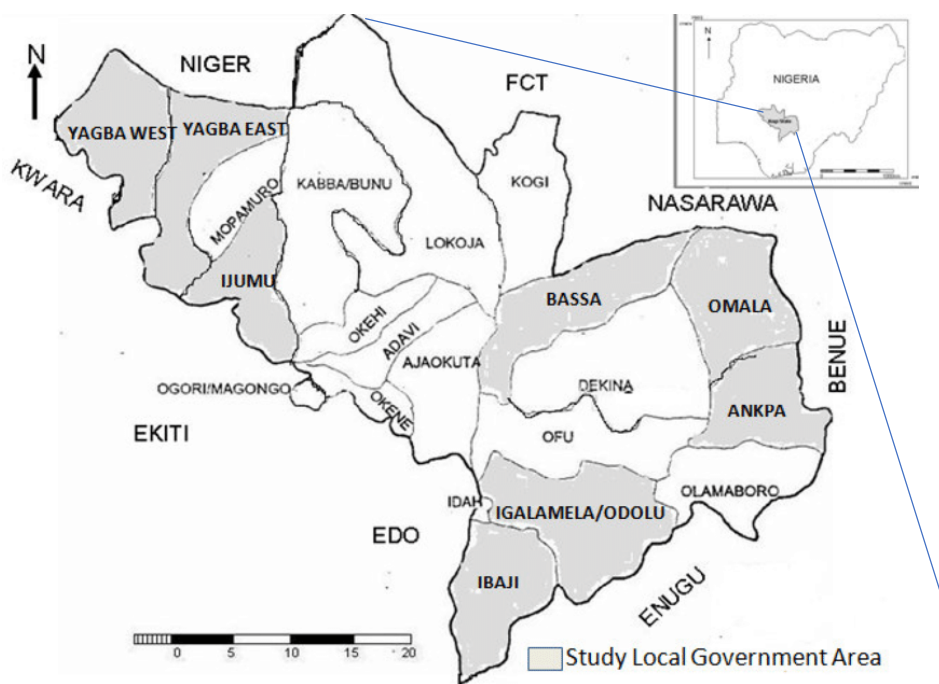 N
NIGER
FCT
NIGERIA
Kogi State
YAGBA WEST
YAGBA EAST
KWARA
MOPAMURO
KABBA/BUNU
KOGI
NASARAWA
LOKOJA
IJUMU
BASSA
OMALA
OKEHI
ADAVI
AJAOKUTA
BENUE
OGORI/MAGONGO
OKENE
DEKINA
ANKPA
EKITI
OFU
IDAH
IGALAMELA/ODOLU
OLAMABORO
EDO
IBAJI
ENUGU
0 5 10 15 20
Study Local Government Area